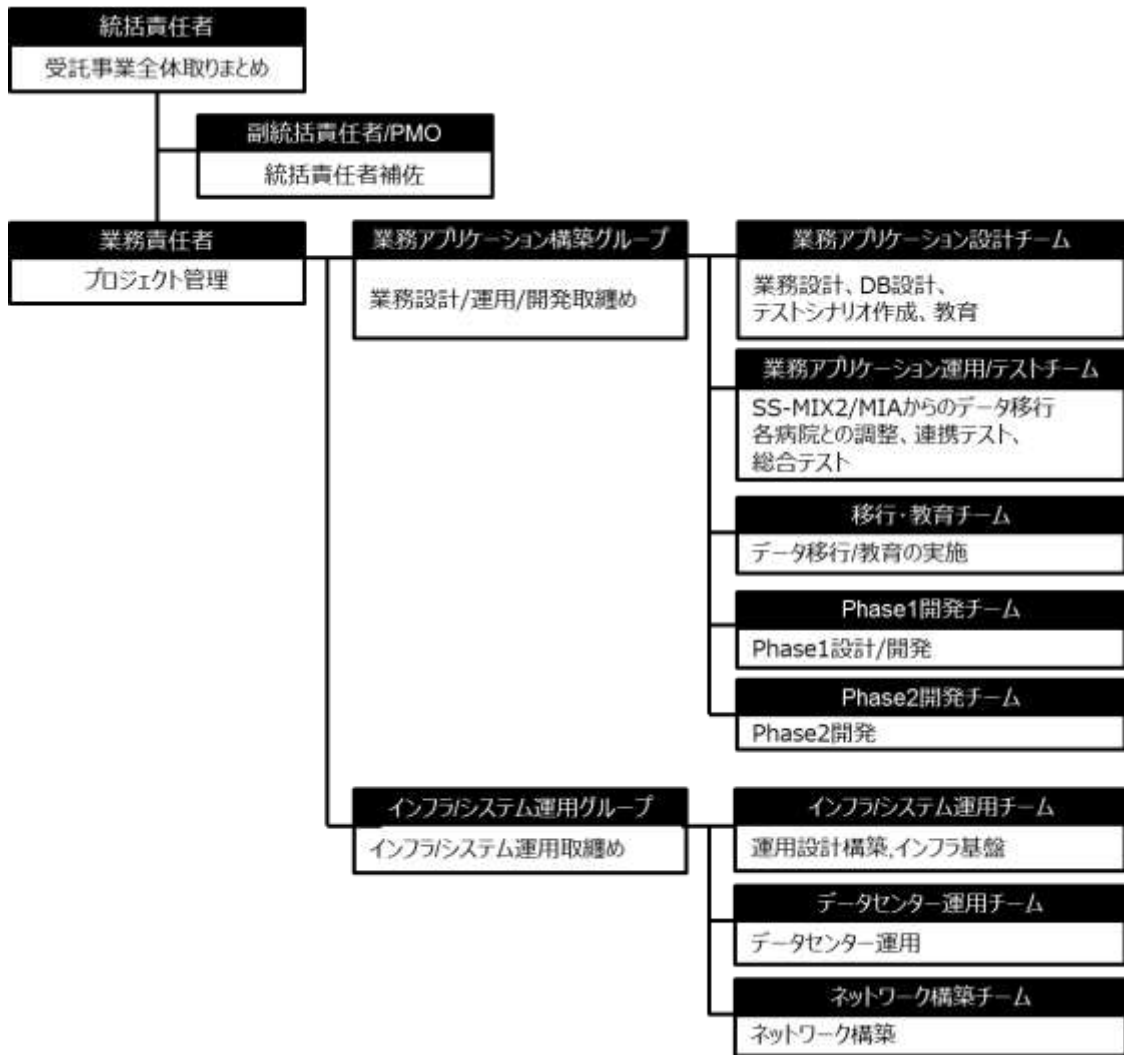 統括責任者
受託事業全体取りまとめ
副統括責任者/PMO
統括責任者補佐
業務責任者
プロジェクト管理
業務アプリケーション構築グループ
業務設計/運用/開発取纏め
業務アプリケーション設計チーム
業務設計、DB設計、
テストシナリオ作成、教育
業務アプリケーション運用/テストチーム
SS-MIX2/MIAからのデータ移行
各病院との調整、連携テスト、
総合テスト
移行・教育チーム
データ移行/教育の実施
Phase1開発チーム
Phase1設計/開発
Phase2開発チーム
Phase2開発
インフラ/システム運用グループ
インフラ/システム運用取纏め
インフラ/システム運用チーム
運用設計構築,インフラ基盤
データセンター運用チーム
データセンター運用
ネットワーク構築チーム
ネットワーク構築